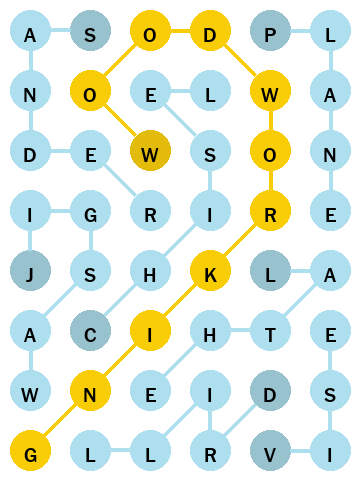 A S O D P L
N O E L W A
D E W S O N
I G R I R E
J S H K L A
A C I H T E
W N E I D S
G L L R V I